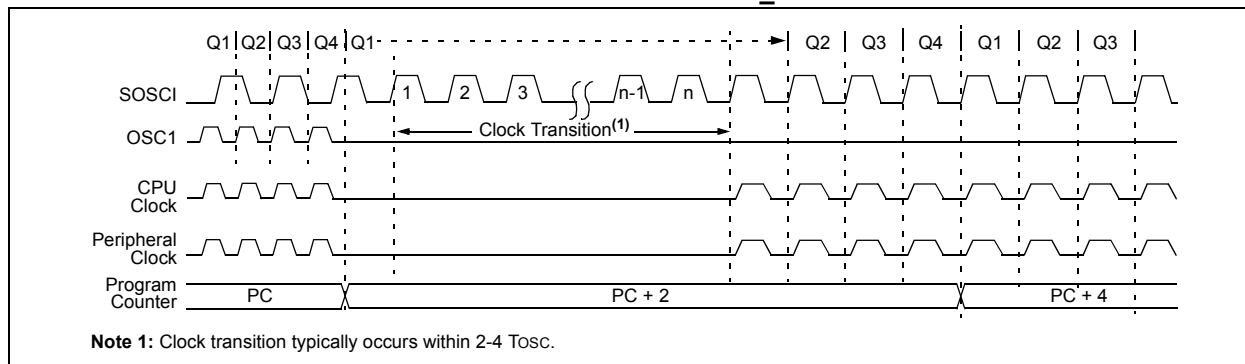 Q1 Q2 Q3 Q4 Q1 Q2 Q3 Q4 Q1 Q2 Q3
SOSCI
1 2 3 n-1 n
Clock Transition(1)
OSC1
CPU
Clock
Peripheral
Clock
Program
Counter
PC PC + 2 PC + 4
Note 1: Clock transition typically occurs within 2-4 TOSC.